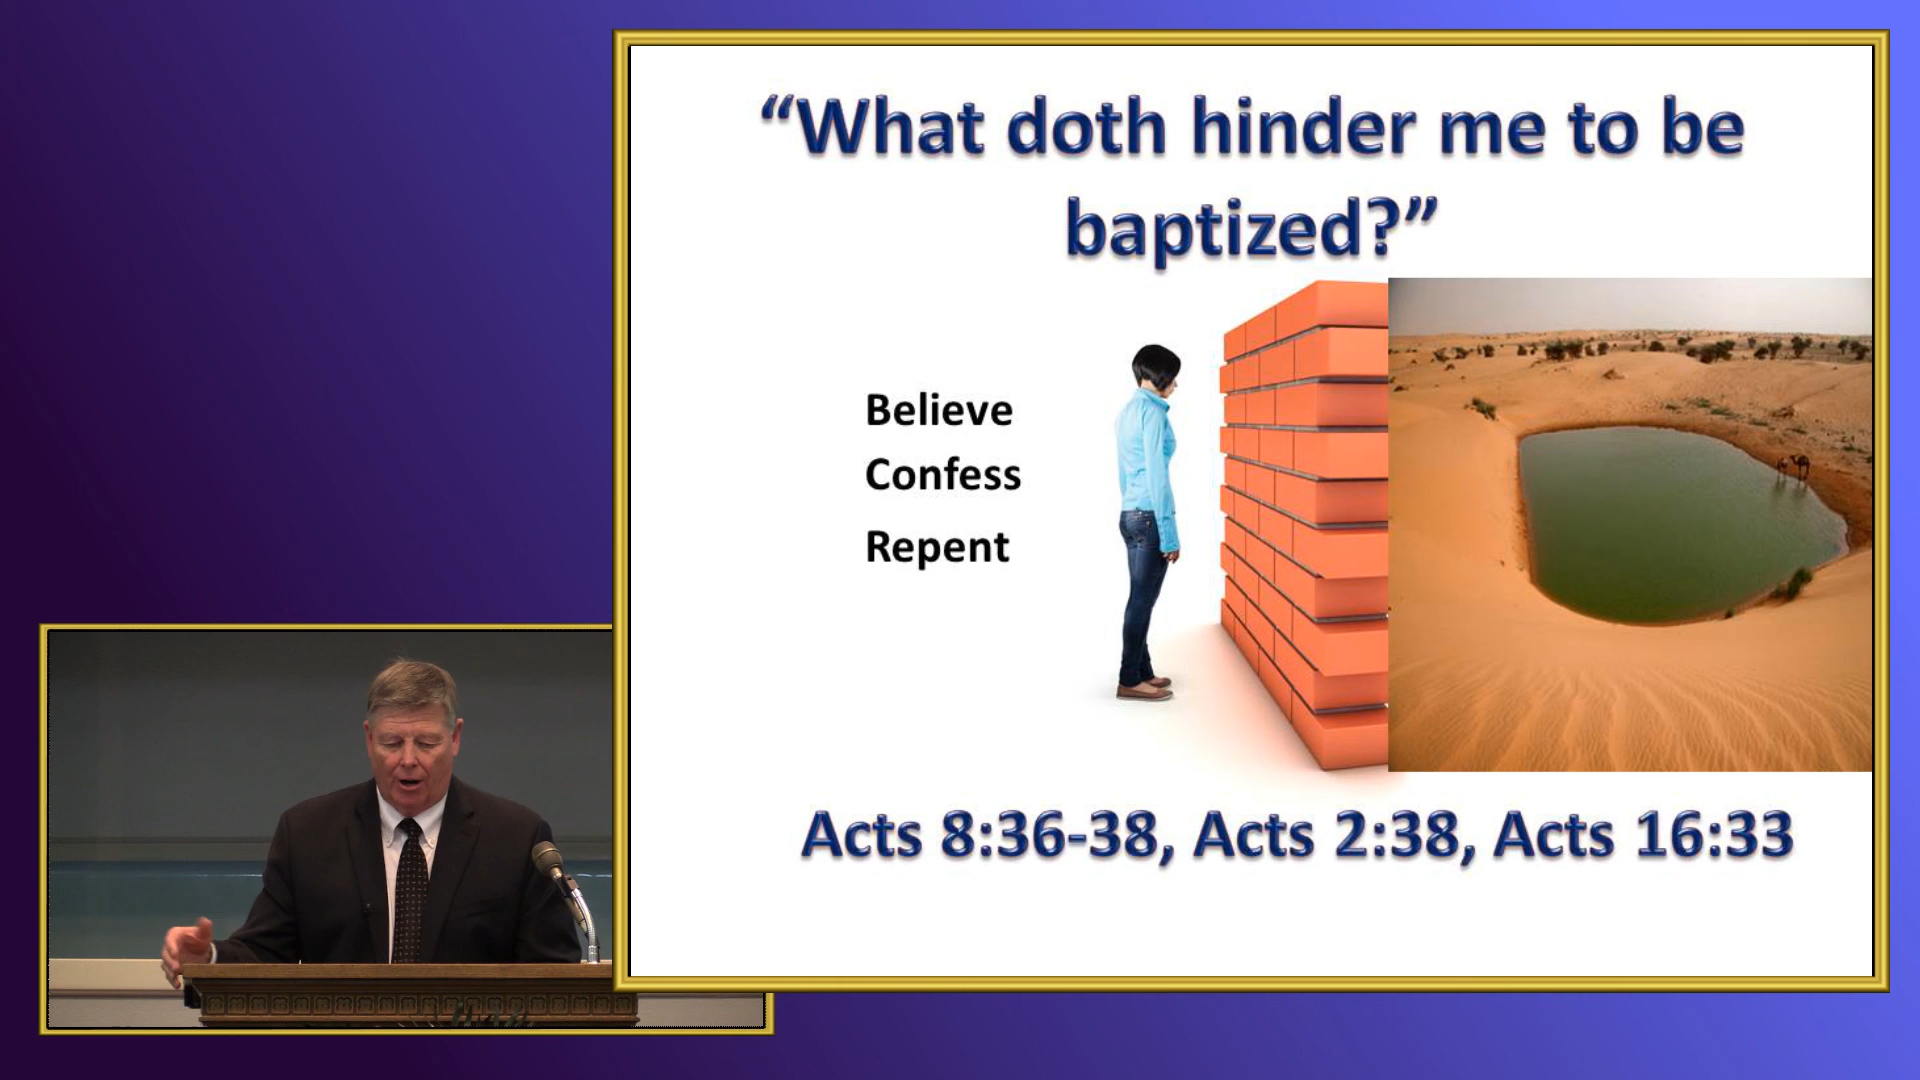 “What doth hinder me to be
baptized?”
Believe
Confess
Repent
Acts 8:36-38, Acts 2:38, Acts 16:33